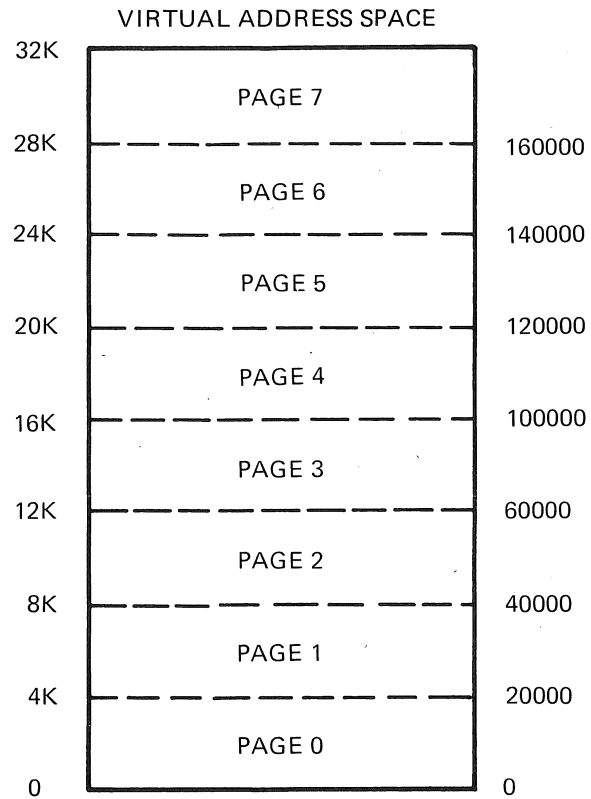 VIRTUAL ADDRESS SPACE
32K
PAGE 7
28K 160000
PAGE 6
24K 140000
PAGE 5
20K 120000
PAGE 4
16K 100000
PAGE 3
12K 60000
PAGE 2
8K 40000
PAGE 1
4K 20000
PAGE 0
0 0